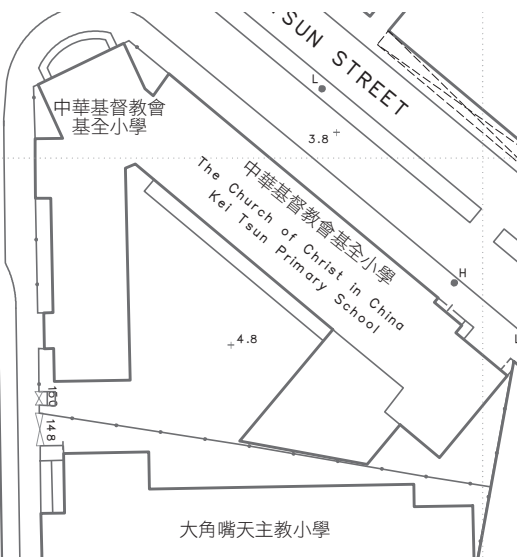 TSUN STREET
L
中華基督教會
基全小學
3.8
中華基督教會基全小學
The Church of Christ in China
Kei Tsun Primary School
H
L
4.8
14.8
大角嘴天主教小學